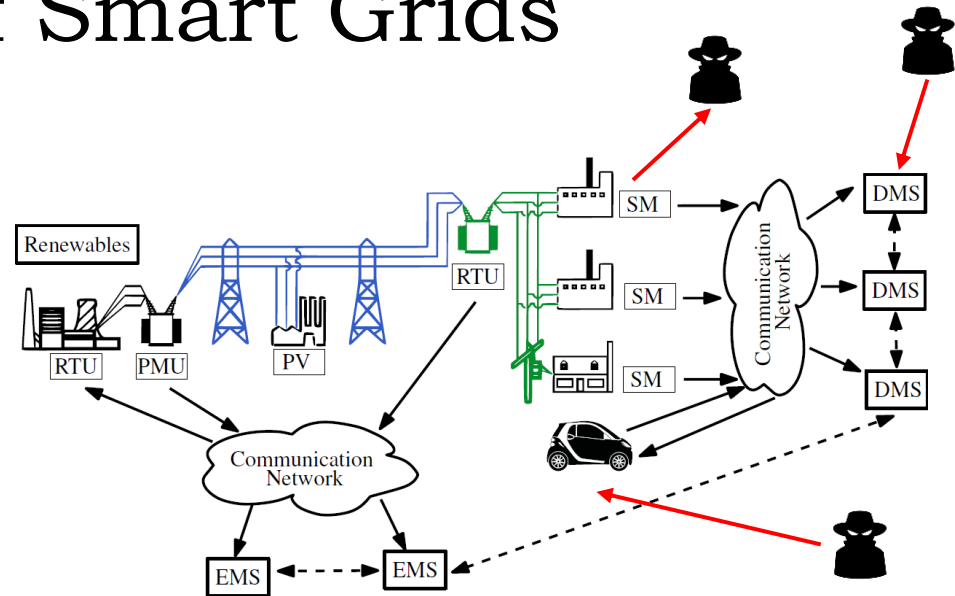 Smart Grids
DMS
SM
Renewables
RTU
Communication
Network
DMS
SM
RTU
PMU
PV
SM
DMS
Communication
Network
EMS
EMS